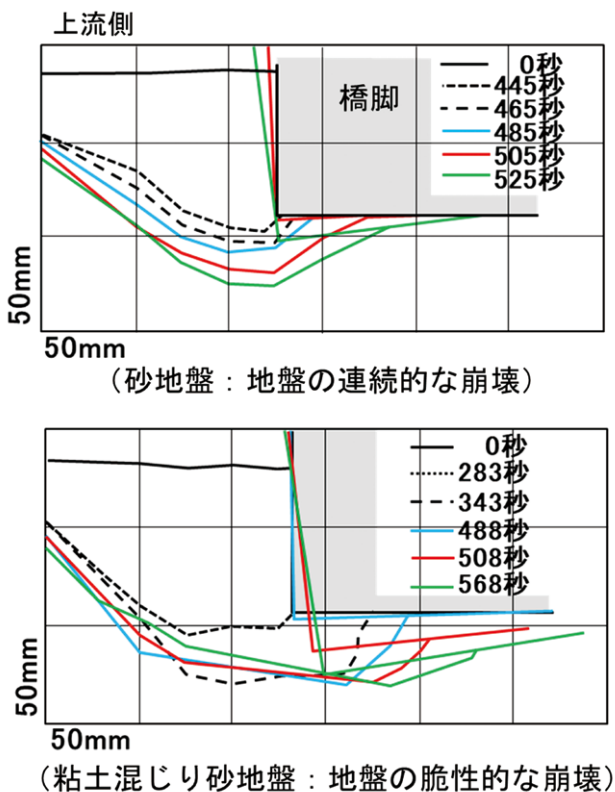 上流側
橋脚
0秒
445秒
465秒
485秒
505秒
525秒
50mm
50mm
（砂地盤：地盤の連続的な崩壊）
0秒
283秒
343秒
488秒
508秒
568秒
50mm
50mm
（粘土混じり砂地盤：地盤の脆性的な崩壊）